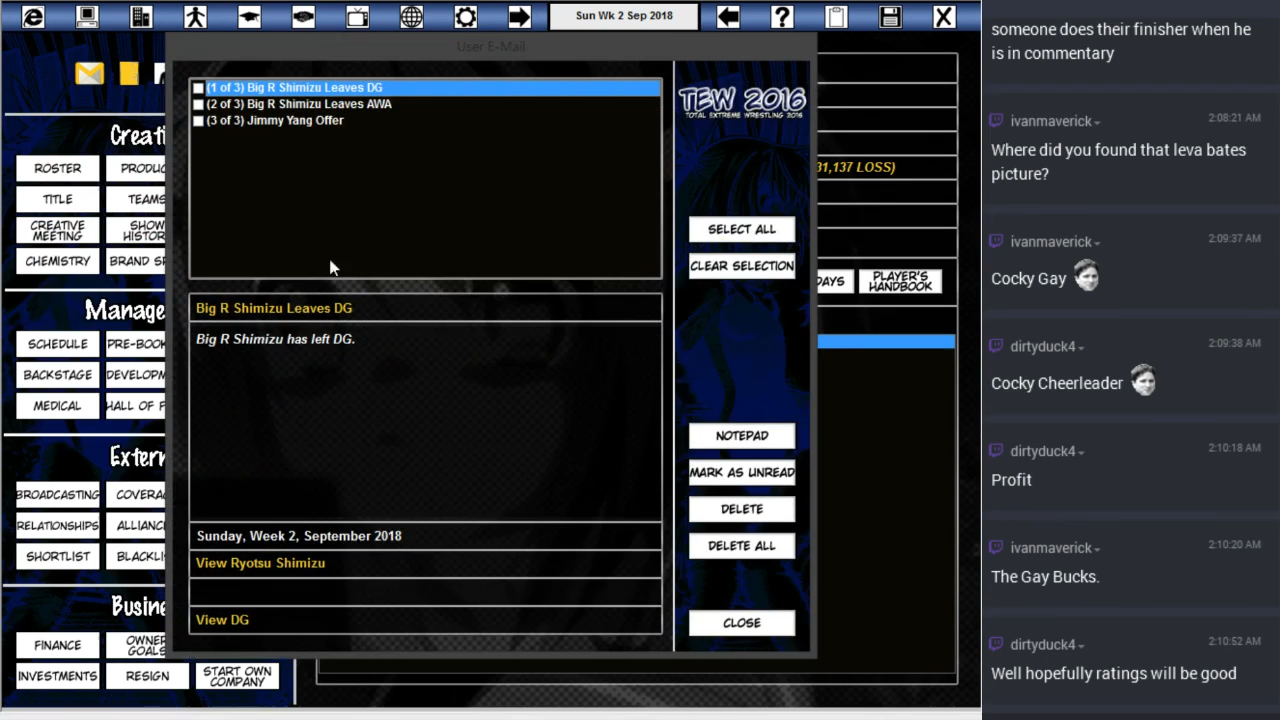 Sun Wk 2 Sep 2018
User E-Mail
(1 of 3) Big R Shimizu Leaves DG
(2 of 3) Big R Shimizu Leaves AWA
(3 of 3) Jimmy Yang Offer
TEW 2016
TOTAL EXTREME WRESTLING 2016
SELECT ALL
CLEAR SELECTION
Big R Shimizu Leaves DG
Big R Shimizu has left DG.
NOTEPAD
MARK AS UNREAD
DELETE
DELETE ALL
Sunday, Week 2, September 2018
View Ryotsu Shimizu
View DG
CLOSE
Creati
ROSTER
PRODUC
TITLE
TEAMS
CREATIVE
MEETING
SHOW
HISTOR
CHEMISTRY
BRAND SP
Manage
SCHEDULE
PRE-BOOK
BACKSTAGE
DEVELOPM
MEDICAL
HALL OF F
Extern
BROADCASTING
COVERA
RELATIONSHIPS
ALLIANC
SHORTLIST
BLACKLI
Busine
FINANCE
OWNER
GOALS
INVESTMENTS
RESIGN
START OWN
COMPANY
31,137 LOSS)
DAYS
PLAYER'S
HANDBOOK
someone does their finisher when he
is in commentary
ivanmaverick
2:08:21 AM
Where did you found that leva bates
picture?
ivanmaverick
2:09:37 AM
Cocky Gay
dirtyduck4
2:09:38 AM
Cocky Cheerleader
dirtyduck4
2:10:18 AM
Profit
ivanmaverick
2:10:20 AM
The Gay Bucks.
dirtyduck4
2:10:52 AM
Well hopefully ratings will be good